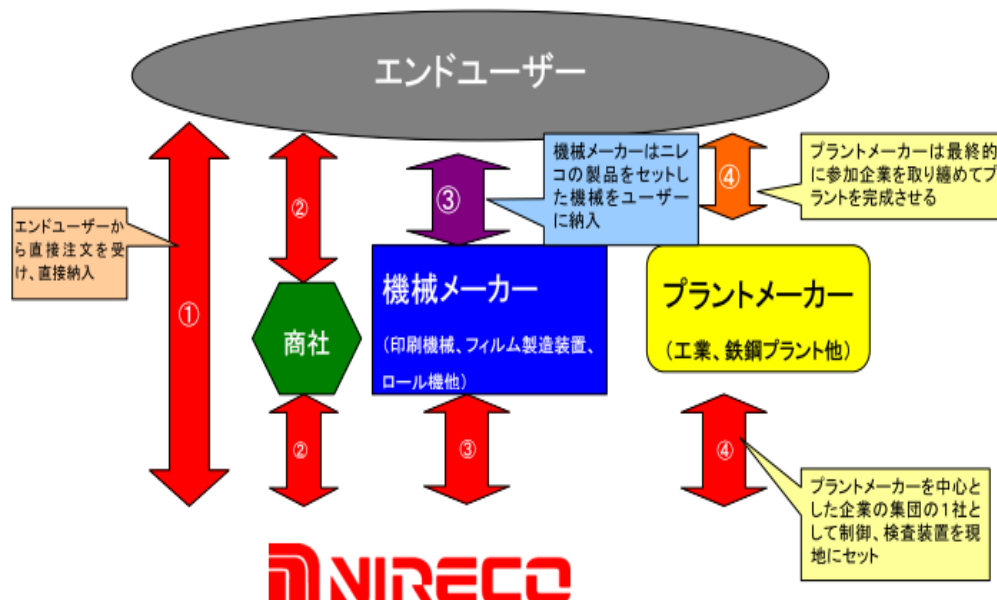 エンドユーザー
機械メーカーはニレ
コの製品をセットし
た機械をユーザー
に納入
プラントメーカーは最終的
に参加企業を取り纏めてプ
ラントを完成させる
②
③
④
エンドユーザーか
ら直接注文を受
け、直接納入
①
商社
機械メーカー
（印刷機械、フィルム製造装置、
ロール機他）
プラントメーカー
（工業、鉄鋼プラント他）
②
③
④
プラントメーカーを中心と
した企業の集団の1社と
して制御、検査装置を現
地にセット
NIRECO